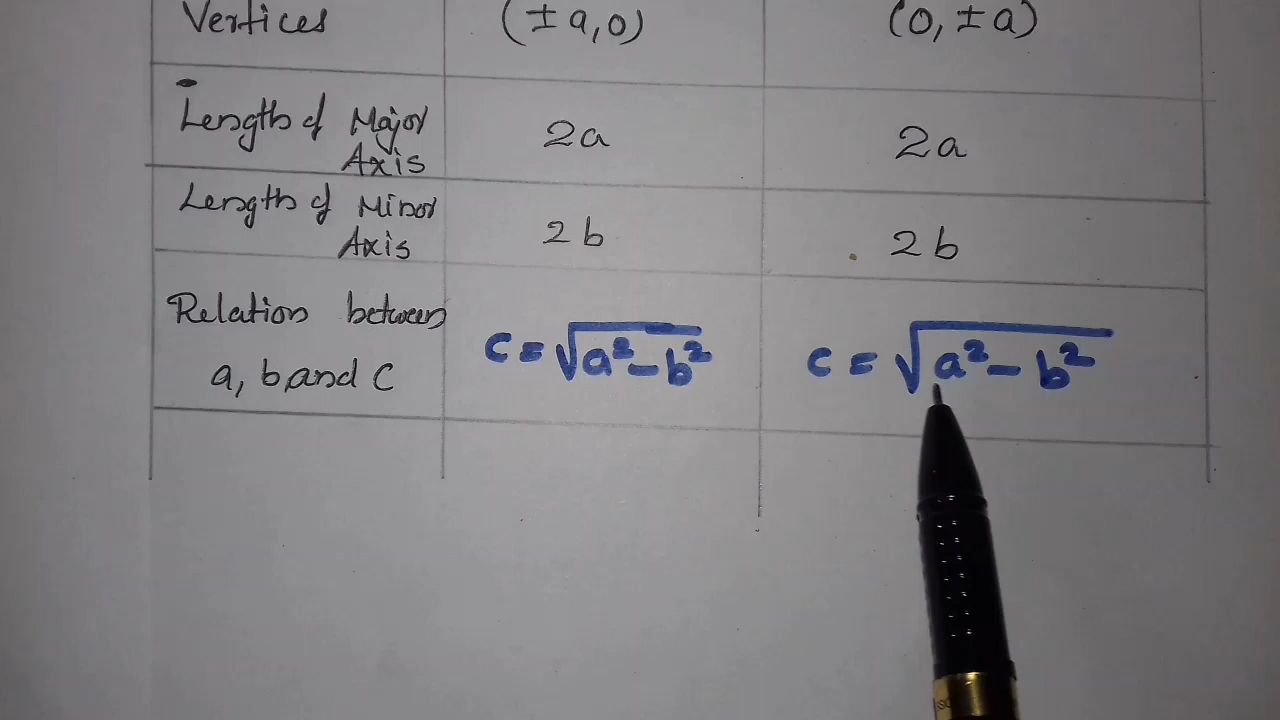 Vertices (±a,0) (0,±a)
Length of Major Axis 2a 2a
Length of Minor Axis 2b 2b
Relation between a, b and c c=√a²-b² c = √a²-b²